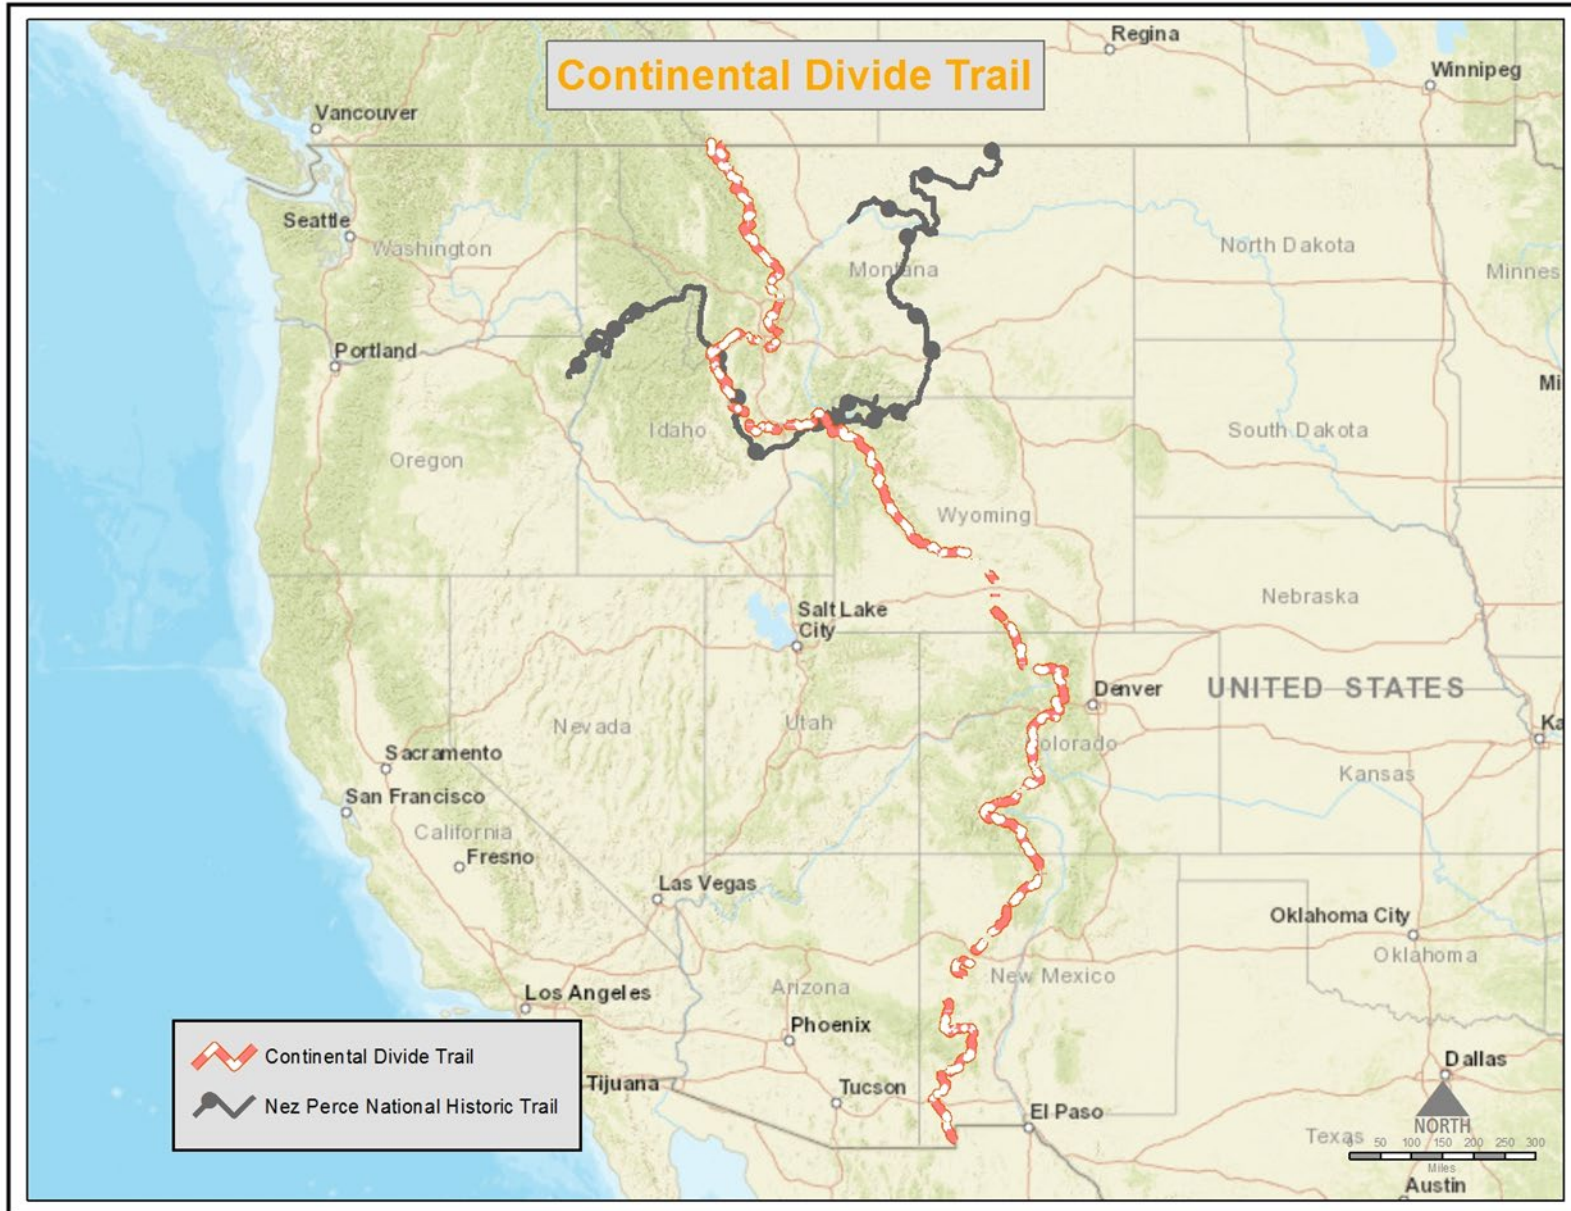 Continental Divide Trail
Regina
Winnipeg
Vancouver
Seattle
Washington
Montana
North Dakota
Minnes
Portland
Mi
Idaho
South Dakota
Oregon
Wyoming
Nebraska
Salt Lake
City
Denver
UNITED STATES
Nevada
Utah
Ka
olorado
Sacramento
Kansas
San Francisco
California
Fresno
Las Vegas
Oklahoma City
Oklahoma
New Mexico
Arizona
Los Angeles
Phoenix
Continental Divide Trail
Dallas
Tijuana
Tucson
Nez Perce National Historic Trail
El Paso
NORTH
Texas
0 50 100 150 200 250 300
Miles
Austin